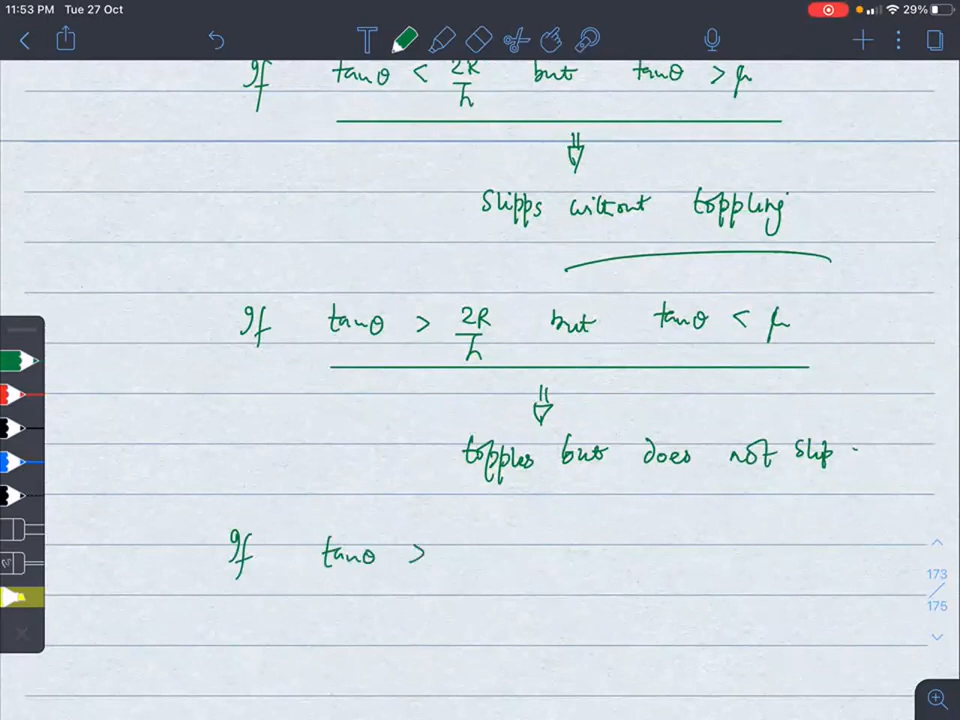 11:53 PM Tue 27 Oct 29%
If tanθ < 2R/h but tanθ > μ
Slipps without toppling
If tanθ > 2R/h but tanθ < μ
topples but does not slip .
If tanθ >
173
175